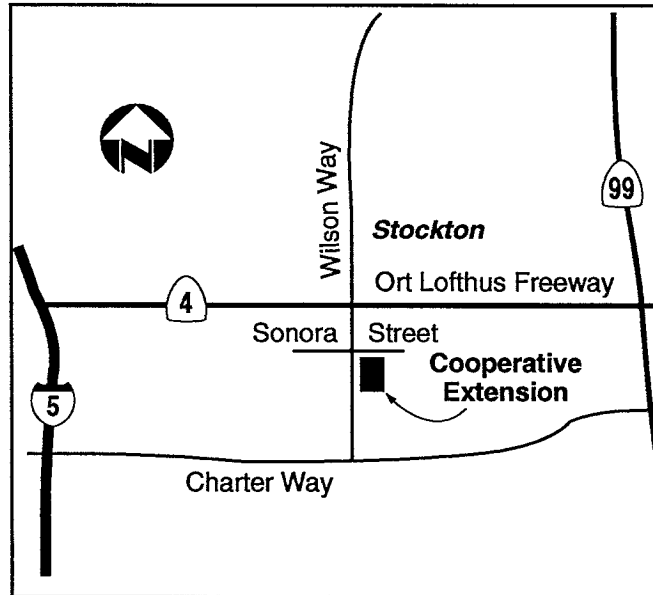 N
Wilson Way
99
Stockton
Ort Lofthus Freeway
4
Sonora Street
Cooperative
Extension
5
Charter Way